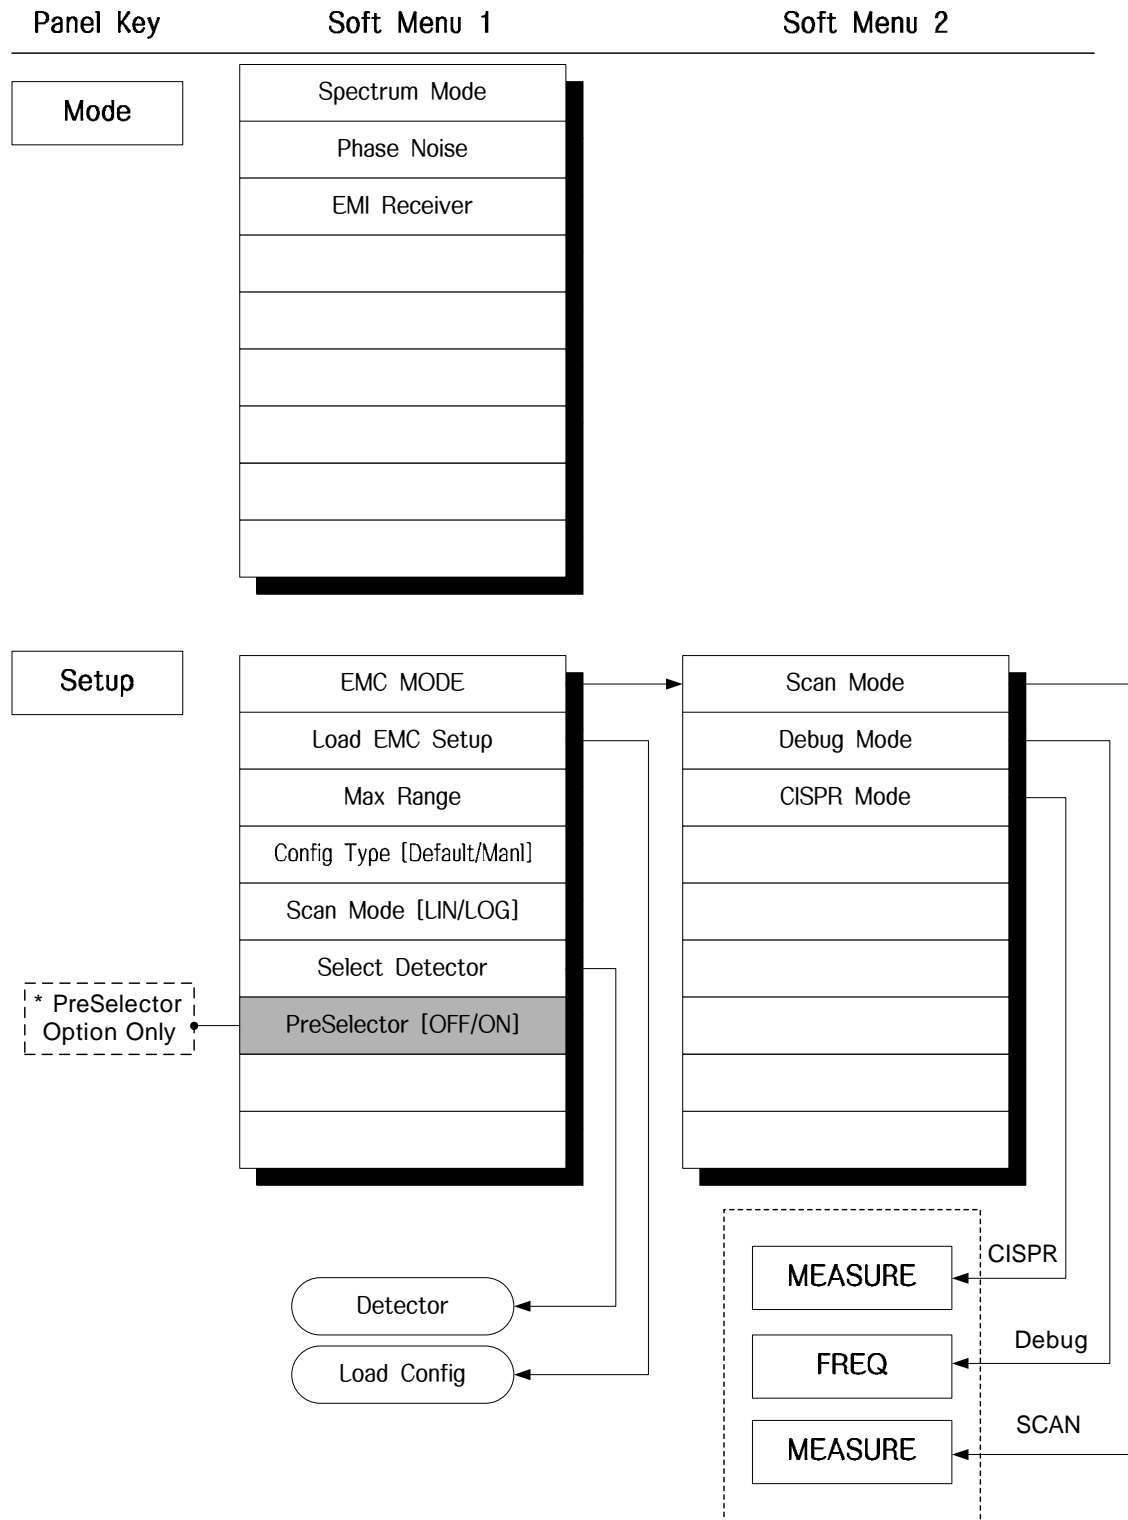 Panel Key Soft Menu 1 Soft Menu 2
Mode
Spectrum Mode
Phase Noise
EMI Receiver
Setup
EMC MODE
Load EMC Setup
Max Range
Config Type [Default/Manl]
Scan Mode [LIN/LOG]
Select Detector
PreSelector [OFF/ON]
* PreSelector
Option Only
Scan Mode
Debug Mode
CISPR Mode
Detector
Load Config
MEASURE
CISPR
FREQ
Debug
MEASURE
SCAN